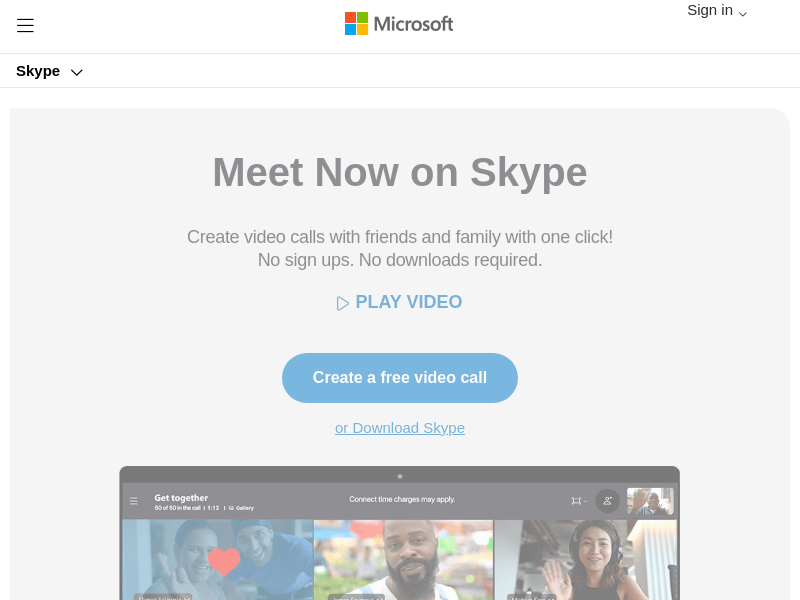 Microsoft
Sign in
Skype
Meet Now on Skype
Create video calls with friends and family with one click!
No sign ups. No downloads required.
PLAY VIDEO
Create a free video call
or Download Skype
Get together
50 of 50 in the call | 1:13 | Gallery
Connect time charges may apply.